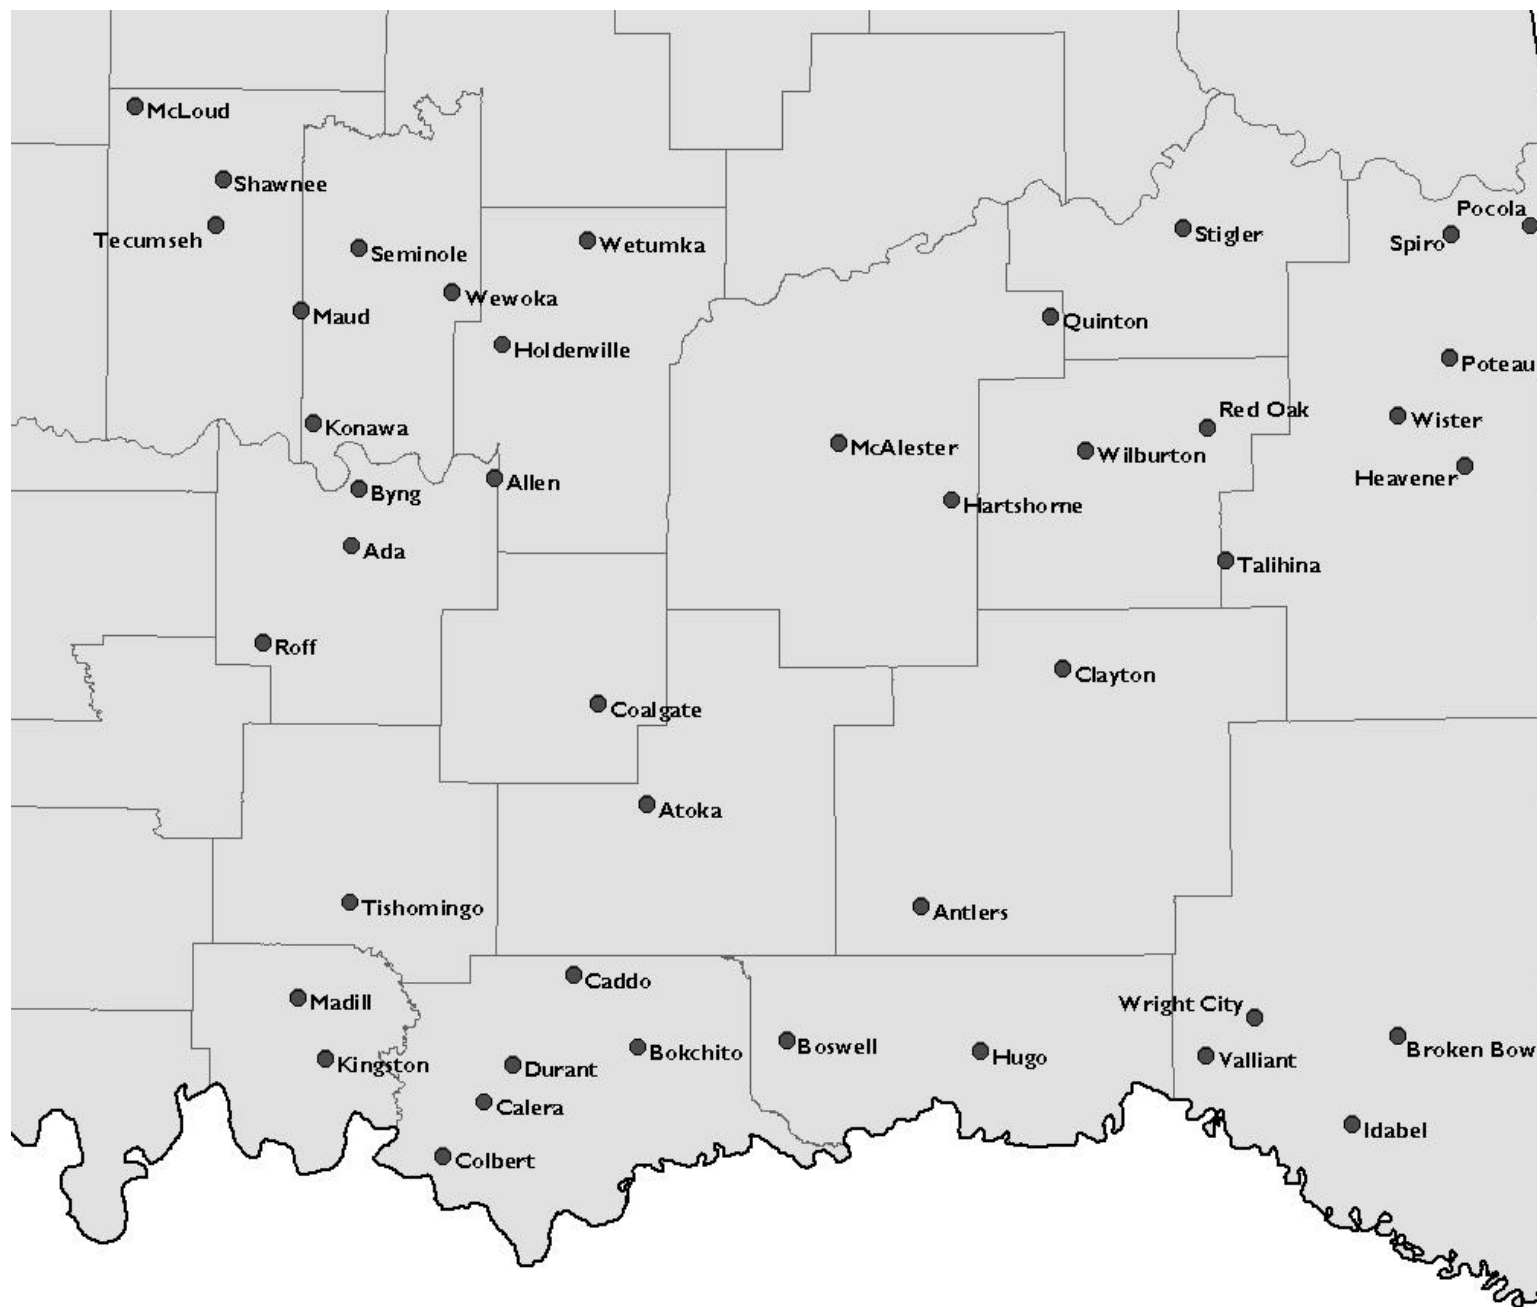 McLoud
Shawnee
Pocola
Tecumseh
Stigler
Spiro
Wetumka
Seminole
Wewoka
Maud
Quinton
Holdenville
Poteau
Red Oak
Wister
Konawa
McAlester
Wilburton
Heavener
Allen
Byng
Hartshorne
Ada
Talihina
Roff
Clayton
Coalgate
Atoka
Tishomingo
Antlers
Caddo
Madill
Wright City
Boswell
Broken Bow
Bokchito
Hugo
Valliant
Kingston
Durant
Calera
Idabel
Colbert